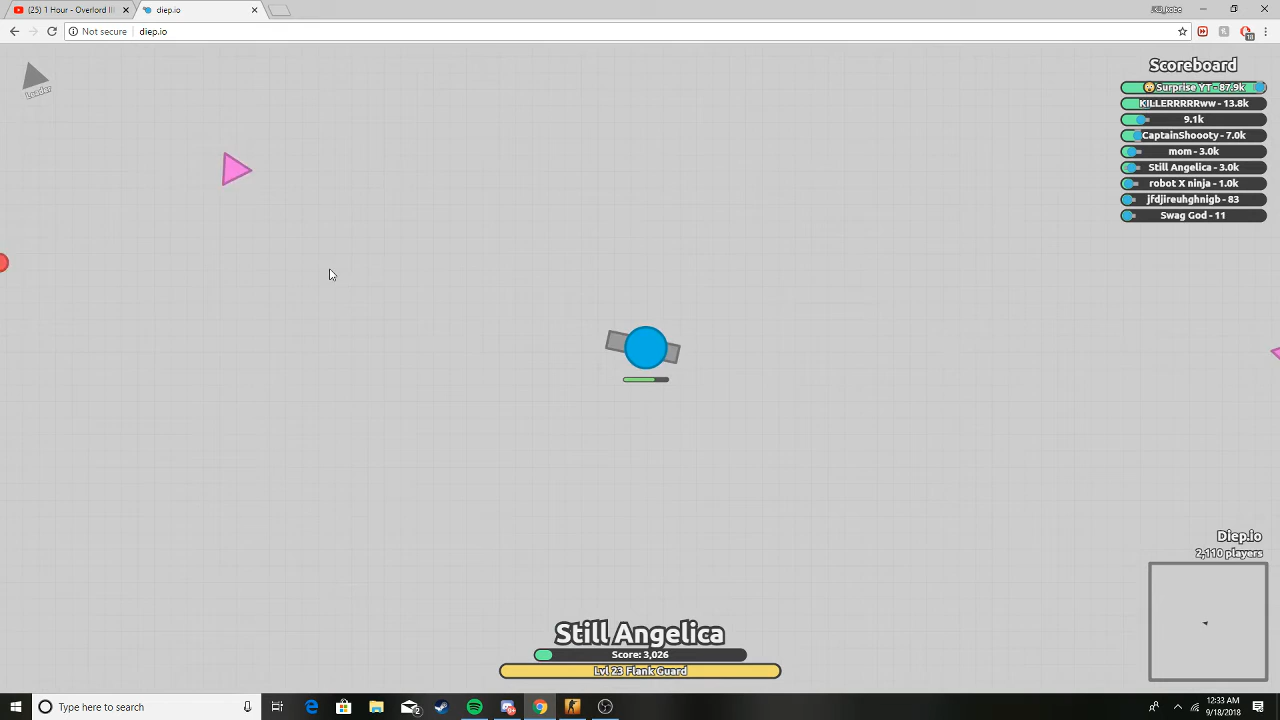 (25) 1 Hour - Overlord III
diep.io
Not secure
diep.io
18
Leader
Scoreboard
Surprise YT - 87.9k
KILLERRRRRww - 13.8k
9.1k
CaptainShoooty - 7.0k
mom - 3.0k
Still Angelica - 3.0k
robot X ninja - 1.0k
jfdjireuhghnigb - 83
Swag God - 11
Diep.io
2,110 players
Still Angelica
Score: 3,026
Lvl 23 Flank Guard
Type here to search
2
12:33 AM
9/18/2018